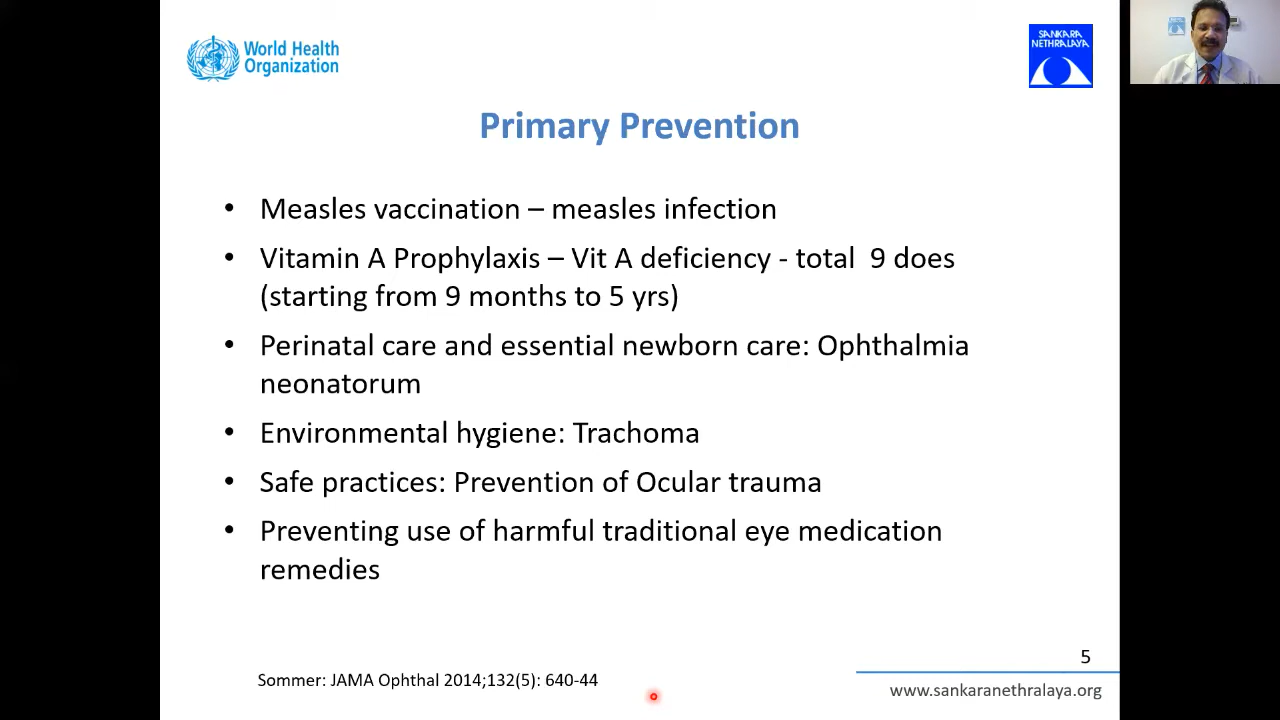 World Health
Organization
SANKARA
NETHRALAYA
Primary Prevention
• Measles vaccination – measles infection
• Vitamin A Prophylaxis – Vit A deficiency - total  9 does
(starting from 9 months to 5 yrs)
• Perinatal care and essential newborn care: Ophthalmia
neonatorum
• Environmental hygiene: Trachoma
• Safe practices: Prevention of Ocular trauma
• Preventing use of harmful traditional eye medication
remedies
5
Sommer: JAMA Ophthal 2014;132(5): 640-44
www.sankaranethralaya.org